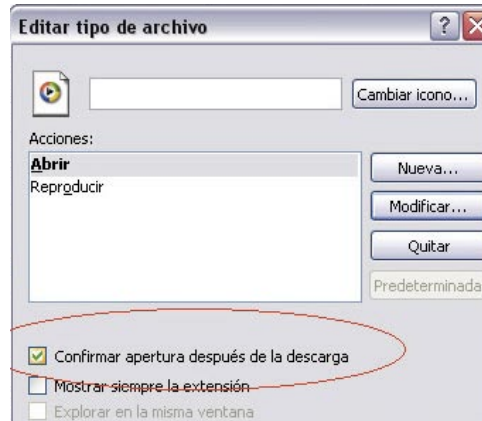 Editar tipo de archivo
Cambiar icono...
Acciones:
Abrir
Reproducir
Nueva...
Modificar...
Quitar
Predeterminada
Confirmar apertura después de la descarga
Mostrar siempre la extensión
Explorar en la misma ventana